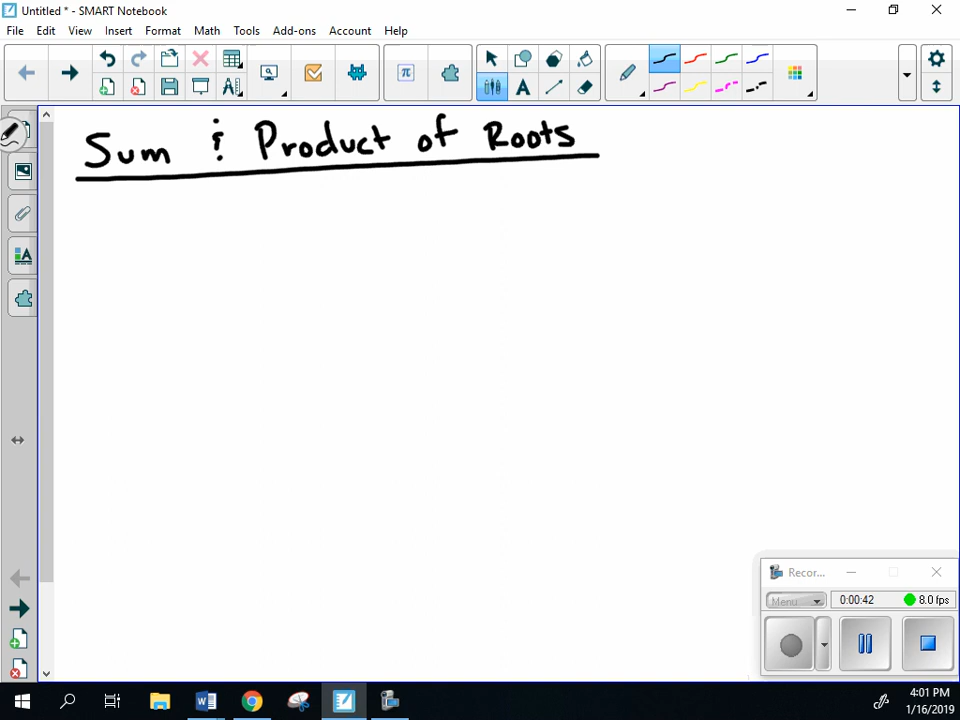 Untitled * - SMART Notebook
File Edit View Insert Format Math Tools Add-ons Account Help
Sum & Product of Roots
Recor...
Menu 0:00:42 8.0 fps
4:01 PM
1/16/2019